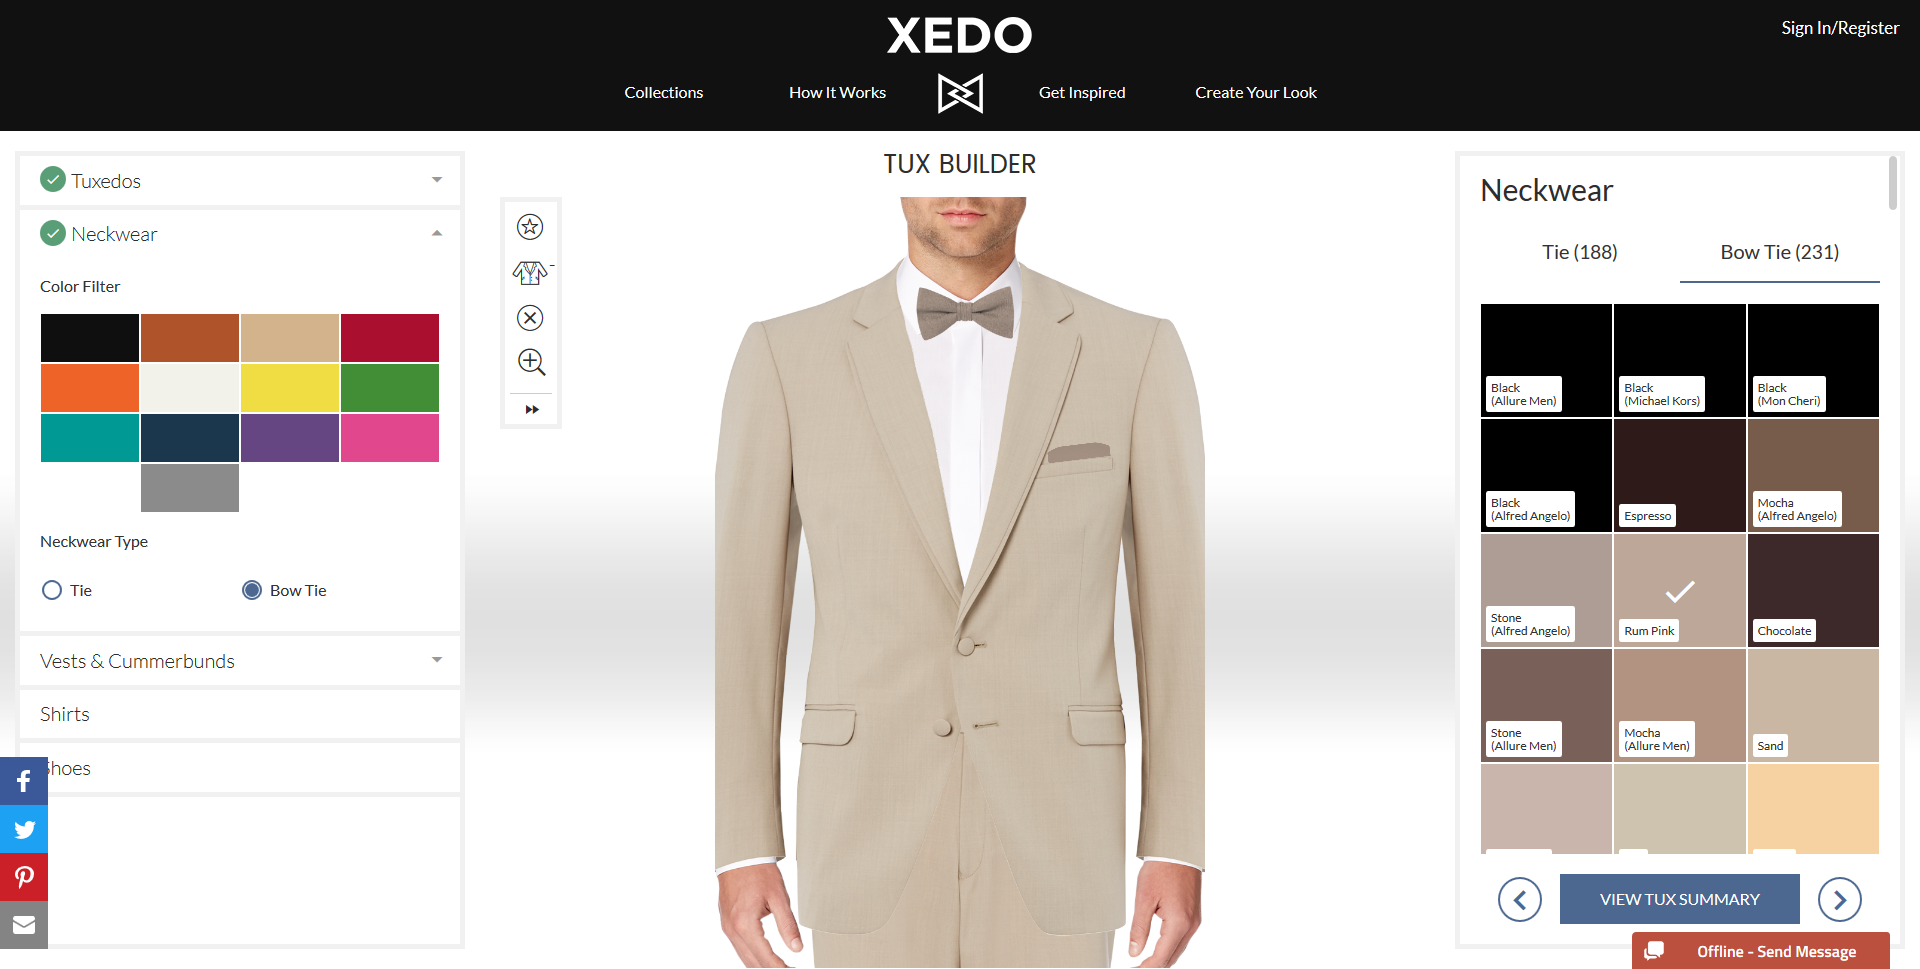 XEDO
Sign In/Register
Collections
How It Works
Get Inspired
Create Your Look
Tuxedos
Neckwear
Color Filter
Neckwear Type
Tie
Bow Tie
Vests & Cummerbunds
Shirts
hoes
TUX BUILDER
Neckwear
Tie (188)
Bow Tie (231)
Black
(Allure Men)
Black
(Michael Kors)
Black
(Mon Cheri)
Black
(Alfred Angelo)
Espresso
Mocha
(Alfred Angelo)
Stone
(Alfred Angelo)
Rum Pink
Chocolate
Stone
(Allure Men)
Mocha
(Allure Men)
Sand
VIEW TUX SUMMARY
Offline - Send Message